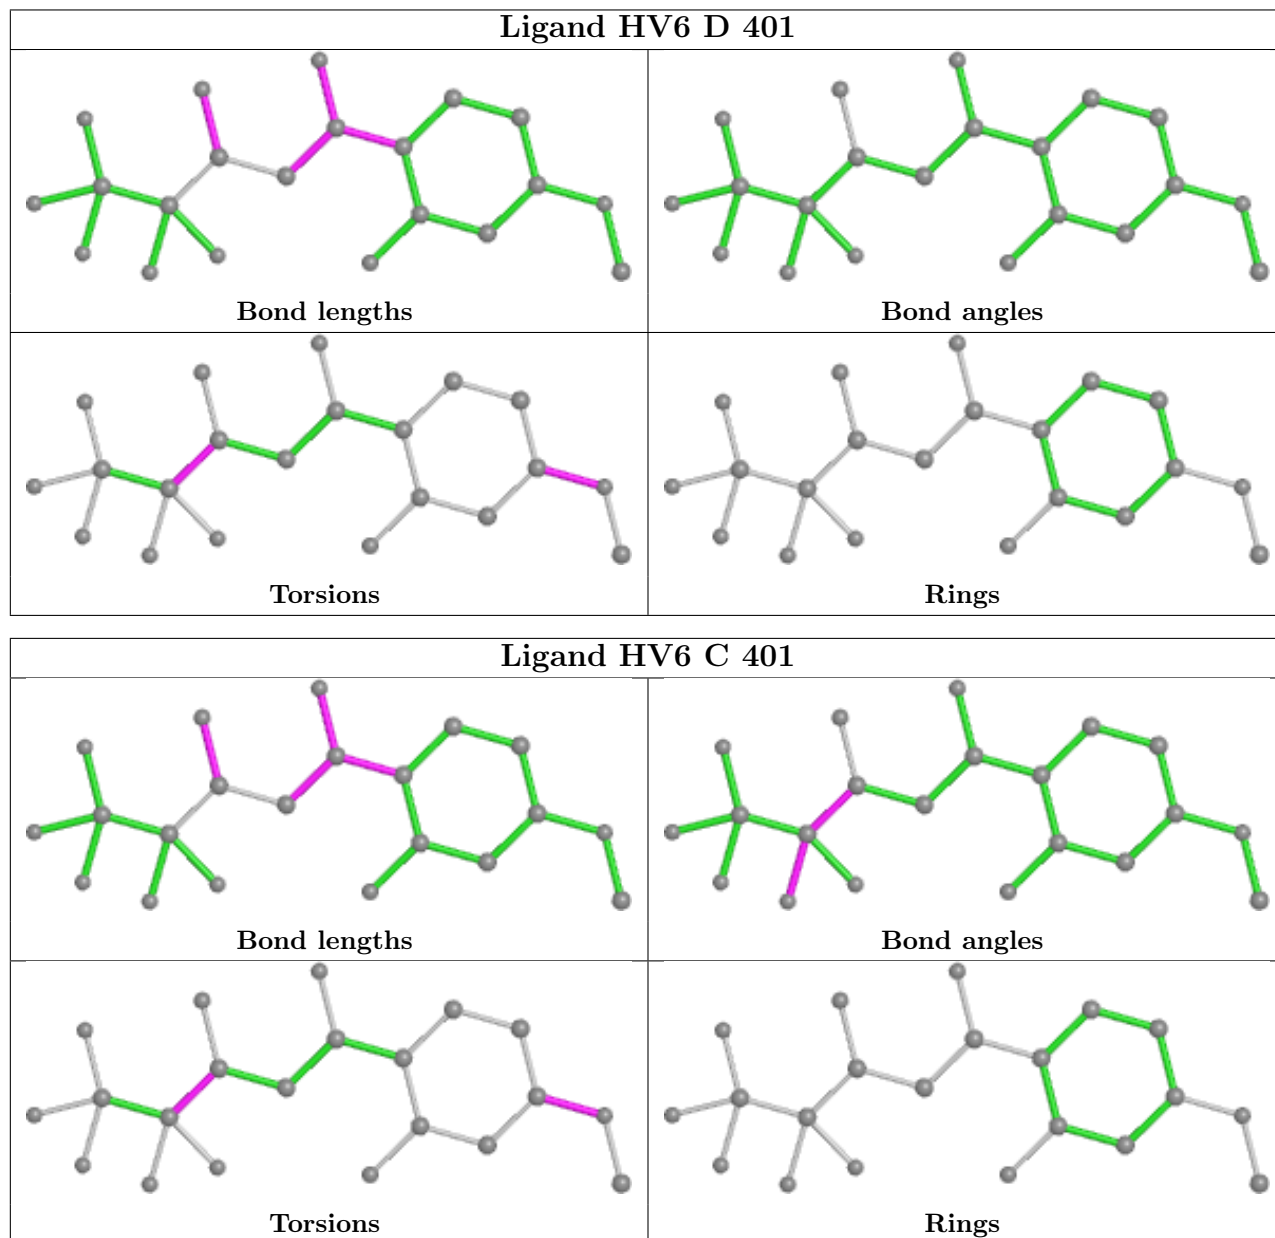 Ligand HV6 D 401
Bond lengths
Bond angles
Torsions
Rings
Ligand HV6 C 401
Bond lengths
Bond angles
Torsions
Rings